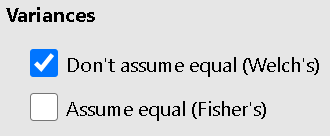 Variances
Don't assume equal (Welch's)
Assume equal (Fisher's)